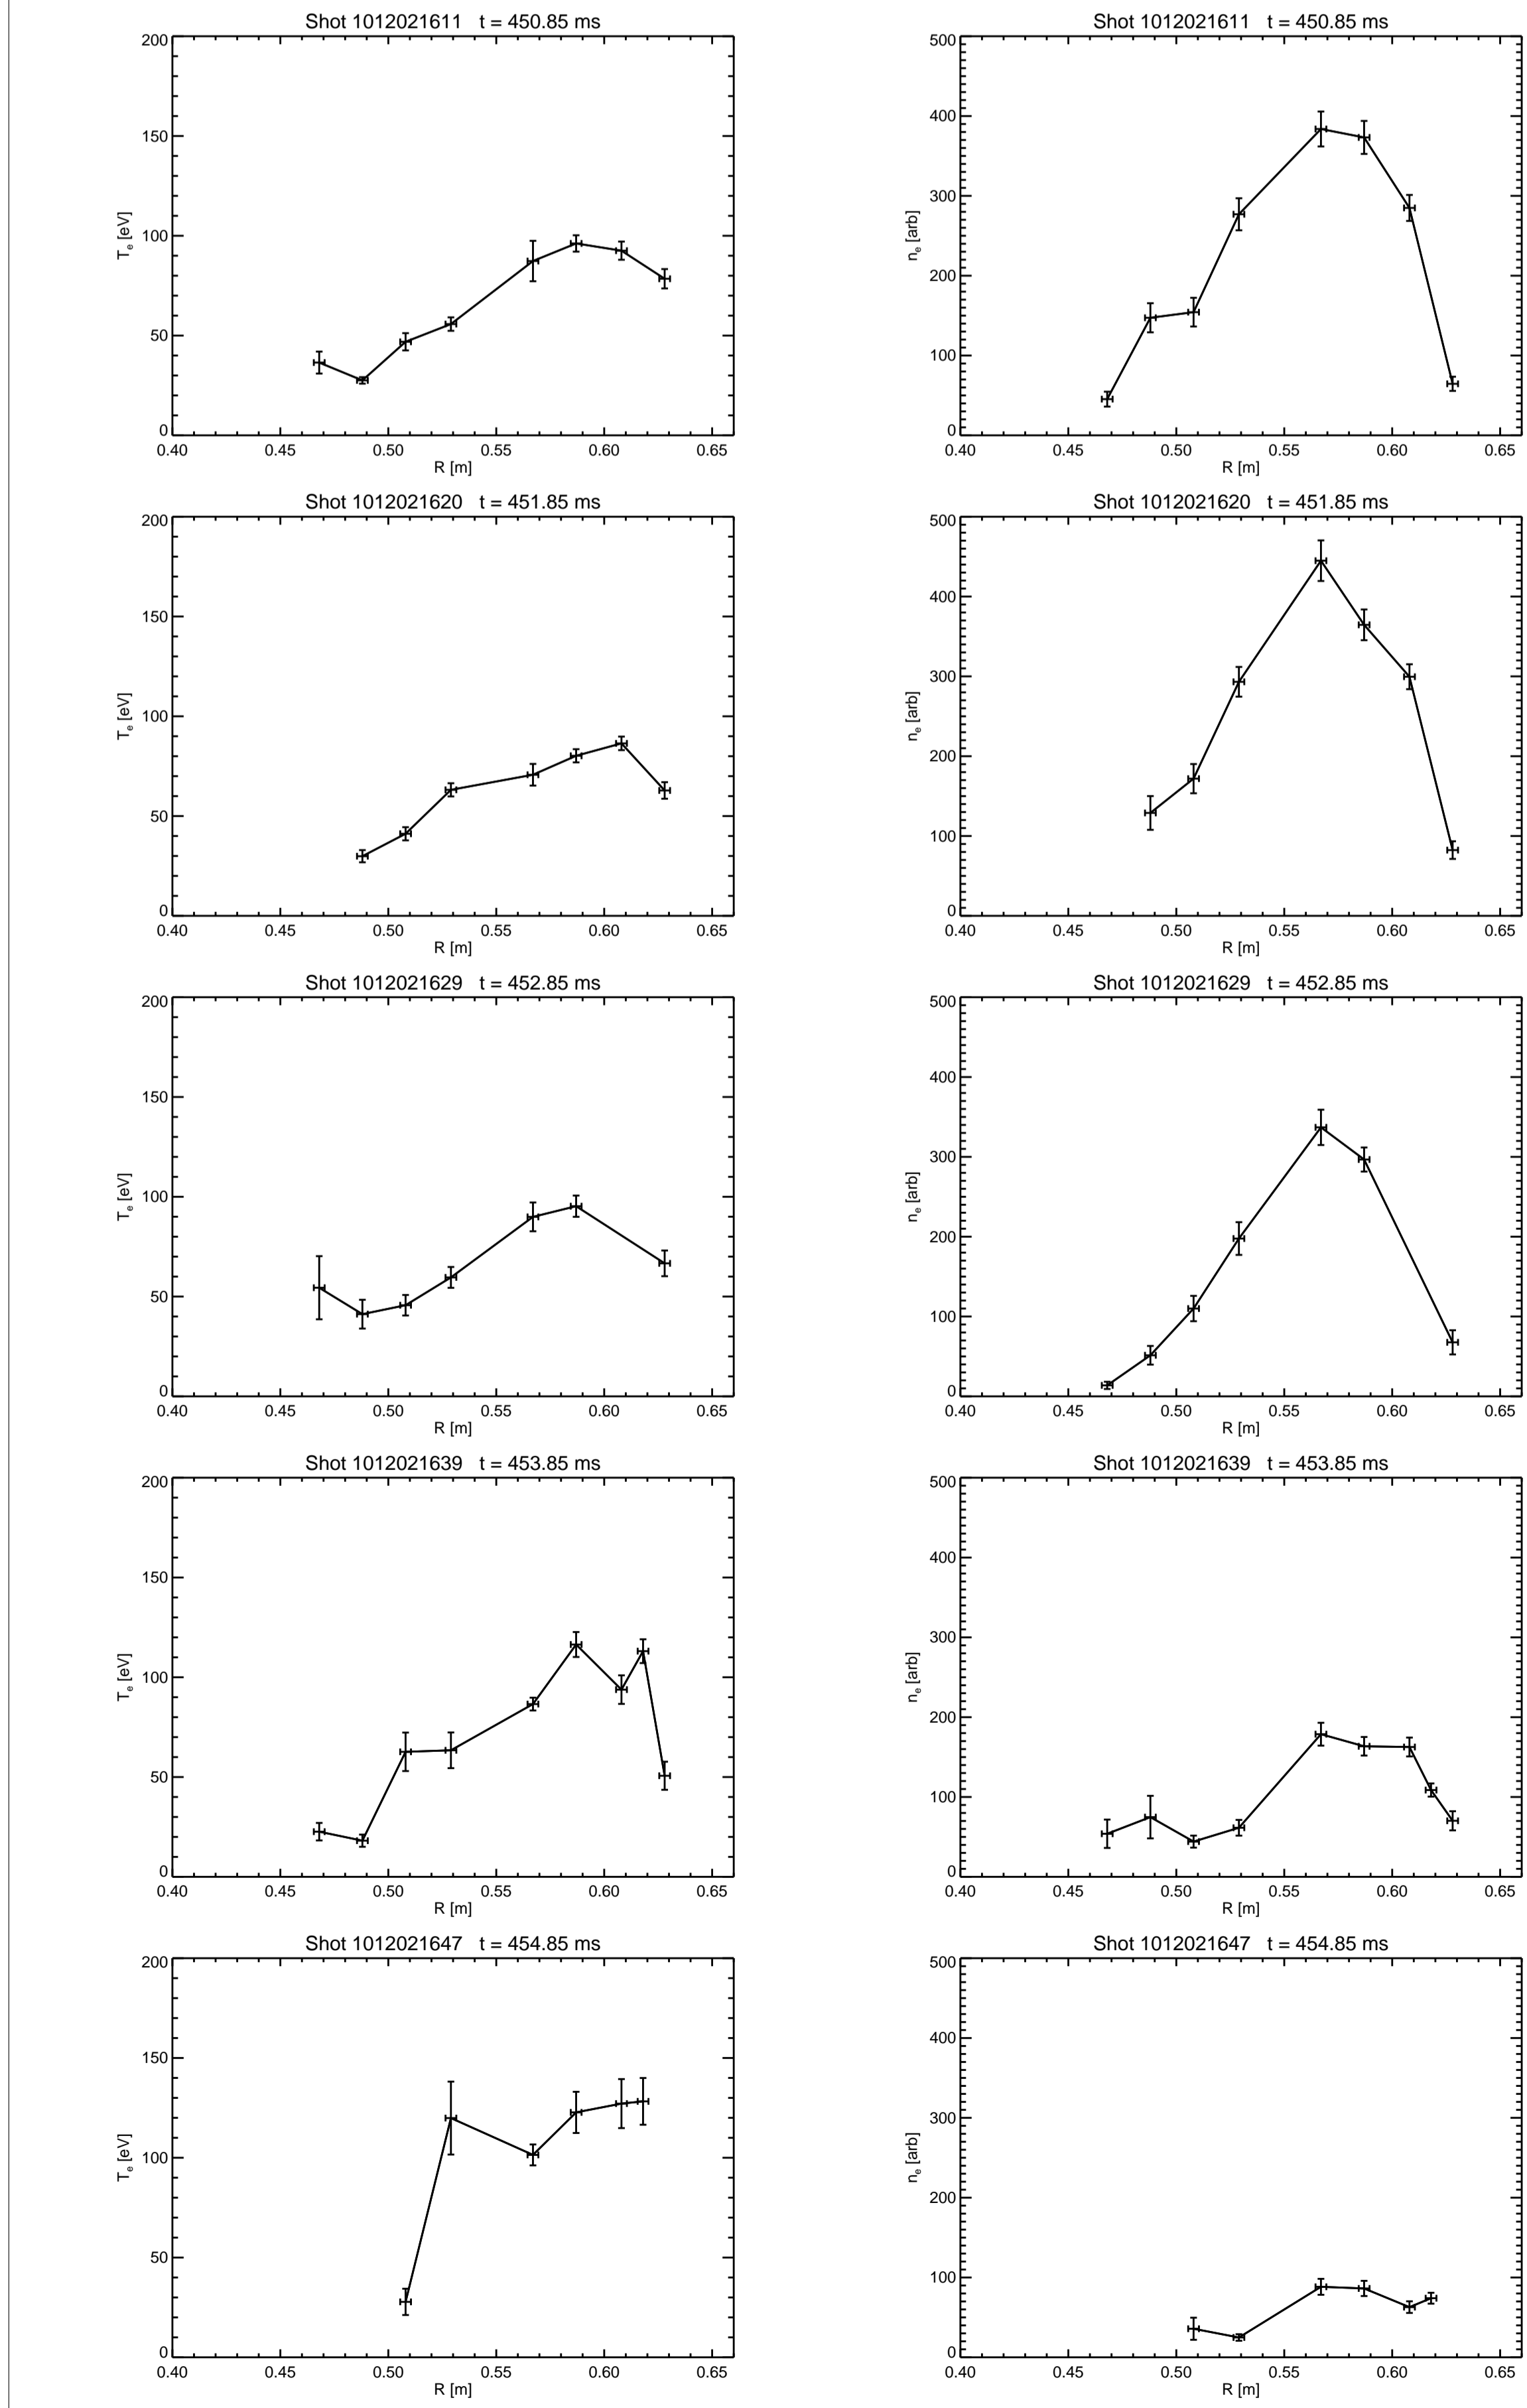 Shot 1012021611 t = 450.85 ms
200
150
100
50
0
T_e [eV]
0.40 0.45 0.50 0.55 0.60 0.65
R [m]
Shot 1012021611 t = 450.85 ms
500
400
300
200
100
0
n_e [arb]
0.40 0.45 0.50 0.55 0.60 0.65
R [m]
Shot 1012021620 t = 451.85 ms
200
150
100
50
0
T_e [eV]
0.40 0.45 0.50 0.55 0.60 0.65
R [m]
Shot 1012021620 t = 451.85 ms
500
400
300
200
100
0
n_e [arb]
0.40 0.45 0.50 0.55 0.60 0.65
R [m]
Shot 1012021629 t = 452.85 ms
200
150
100
50
0
T_e [eV]
0.40 0.45 0.50 0.55 0.60 0.65
R [m]
Shot 1012021629 t = 452.85 ms
500
400
300
200
100
0
n_e [arb]
0.40 0.45 0.50 0.55 0.60 0.65
R [m]
Shot 1012021639 t = 453.85 ms
200
150
100
50
0
T_e [eV]
0.40 0.45 0.50 0.55 0.60 0.65
R [m]
Shot 1012021639 t = 453.85 ms
500
400
300
200
100
0
n_e [arb]
0.40 0.45 0.50 0.55 0.60 0.65
R [m]
Shot 1012021647 t = 454.85 ms
200
150
100
50
0
T_e [eV]
0.40 0.45 0.50 0.55 0.60 0.65
R [m]
Shot 1012021647 t = 454.85 ms
500
400
300
200
100
0
n_e [arb]
0.40 0.45 0.50 0.55 0.60 0.65
R [m]